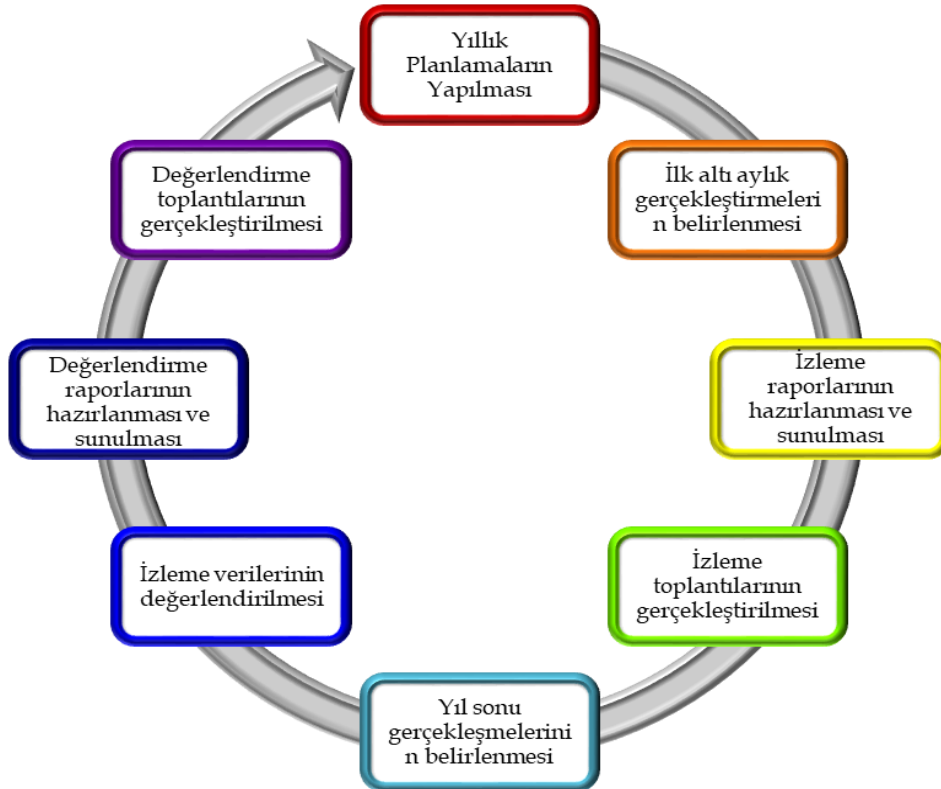 Yıllık
Planlamaların
Yapılması
İlk altı aylık
gerçekleştirmeleri
n belirlenmesi
İzleme
raporlarının
hazırlanması ve
sunulması
İzleme
toplantılarının
gerçekleştirilmesi
Yıl sonu
gerçekleşmelerini
n belirlenmesi
İzleme verilerinin
değerlendirilmesi
Değerlendirme
raporlarının
hazırlanması ve
sunulması
Değerlendirme
toplantılarının
gerçekleştirilmesi